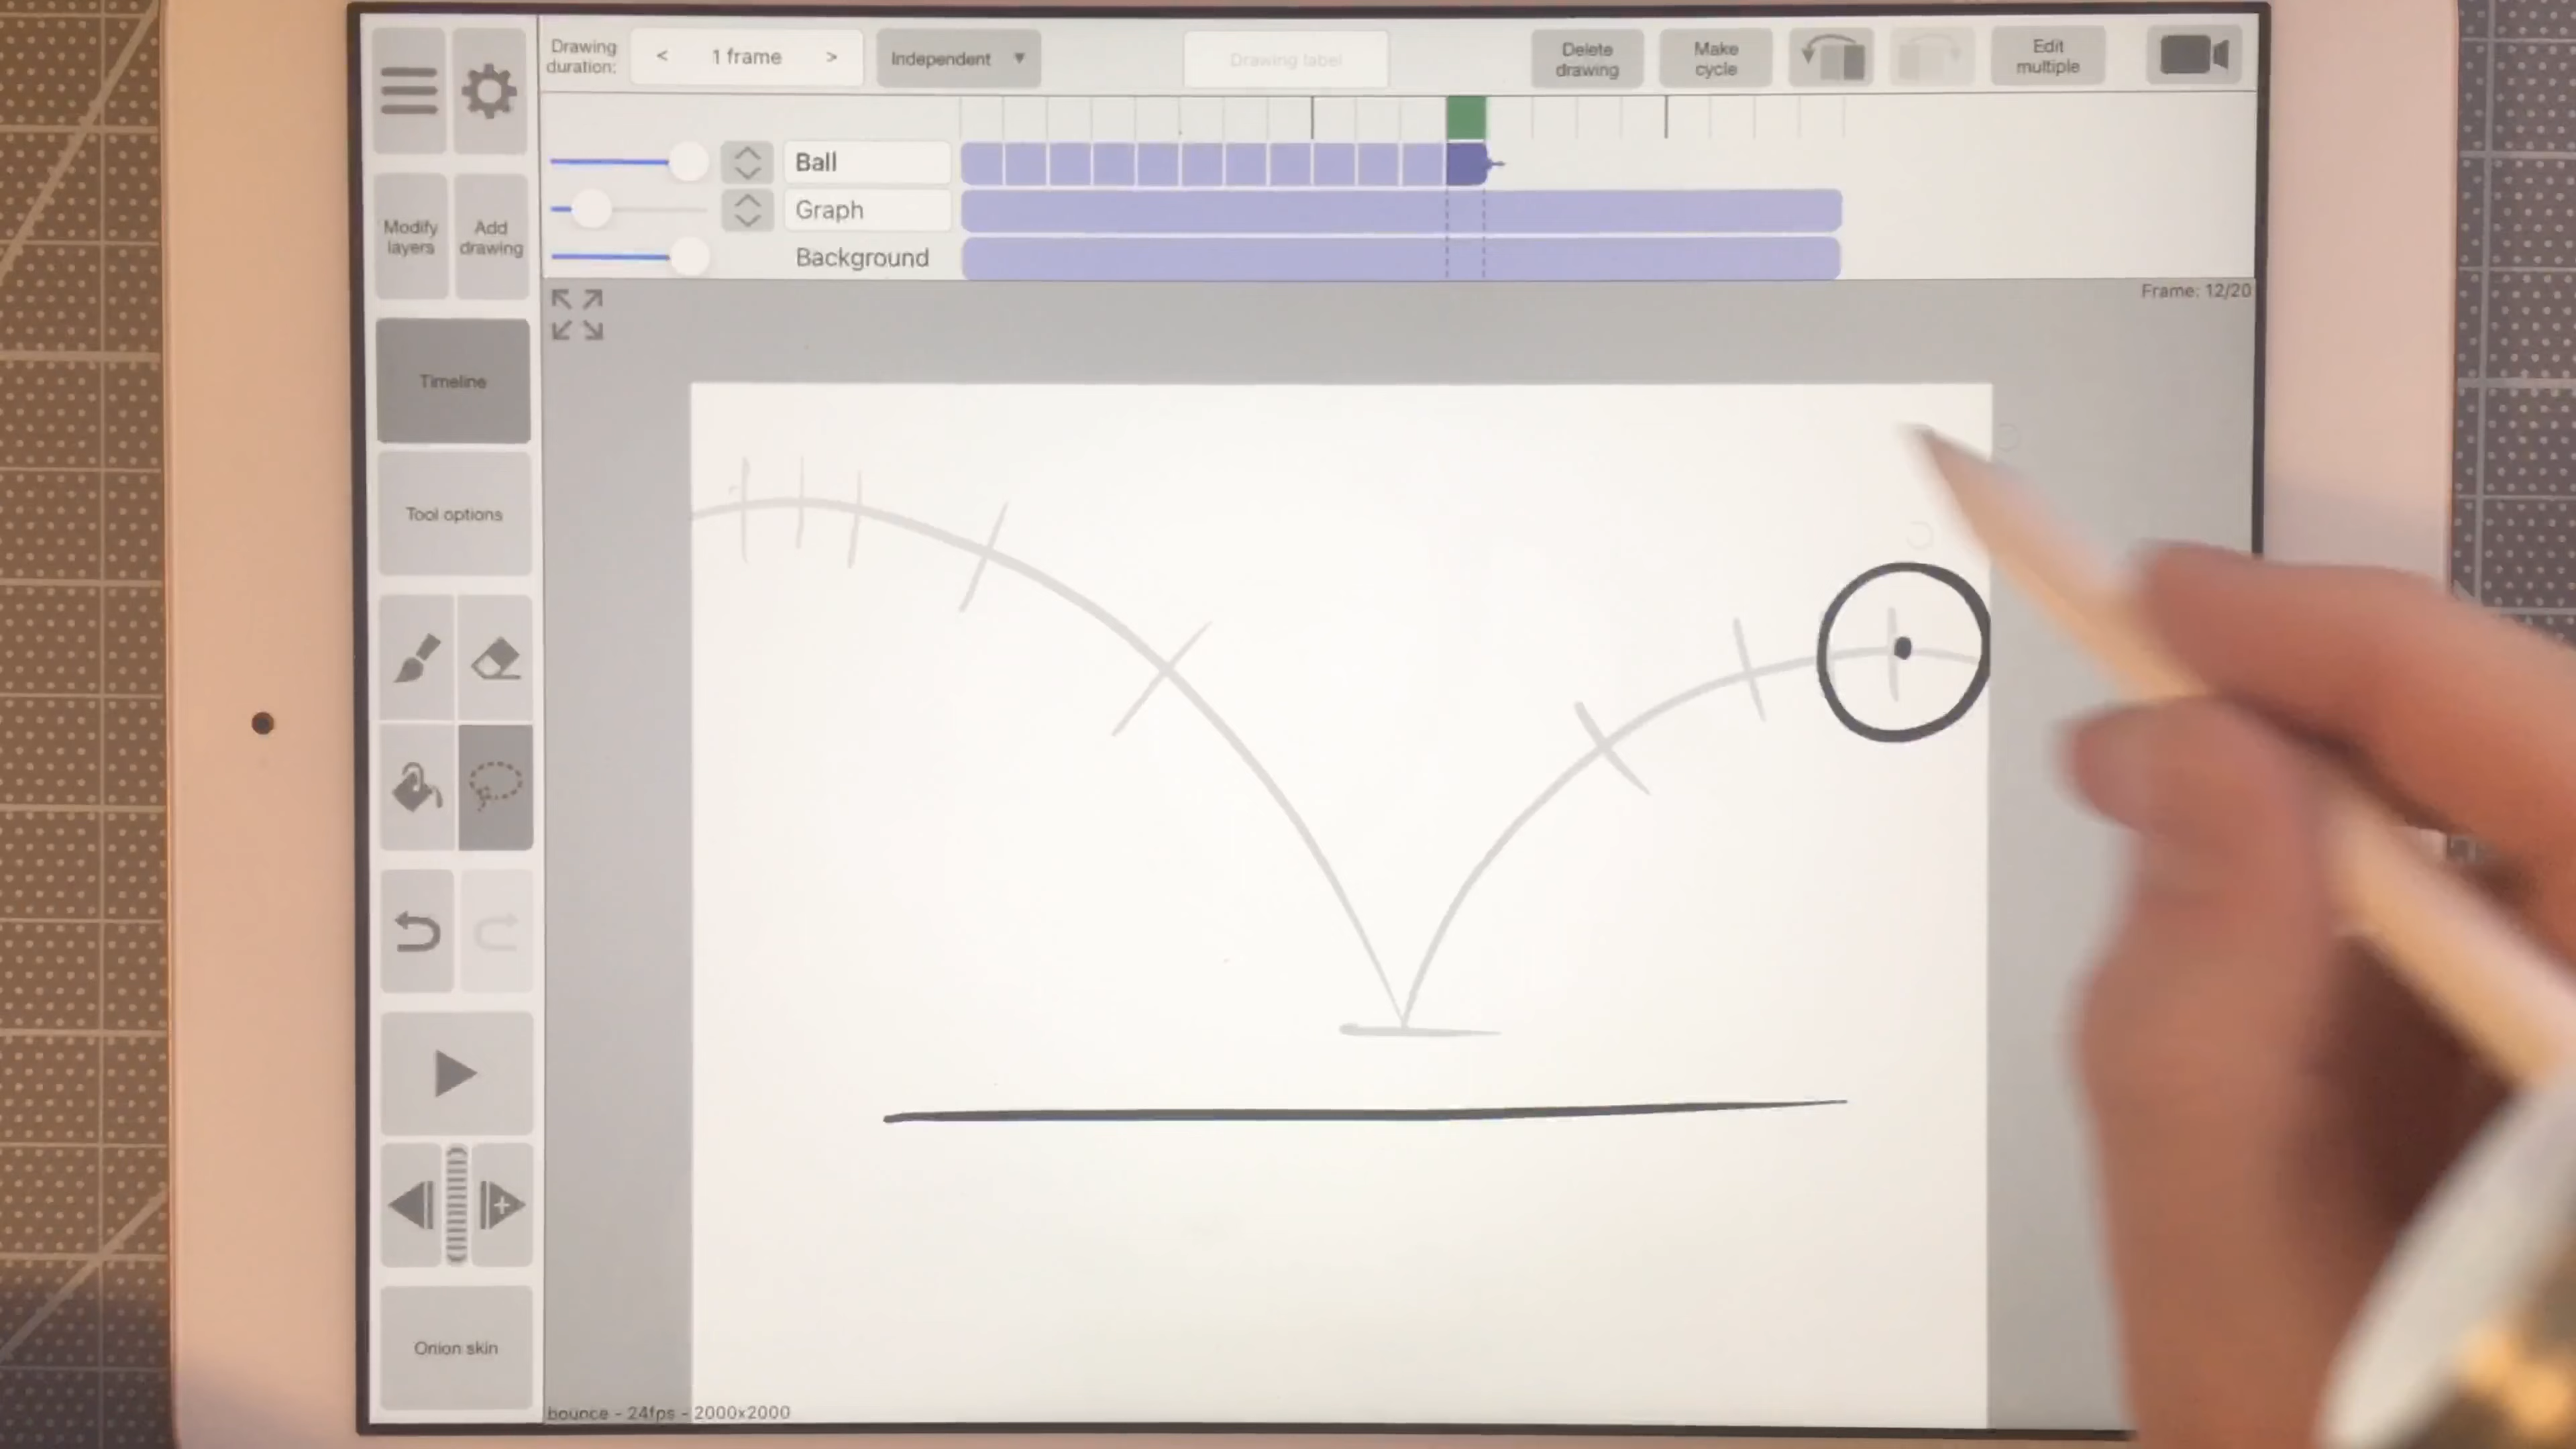 Drawing
duration:
< 1 frame >
Independent
Drawing label
Delete
drawing
Make
cycle
Edit
multiple
Ball
Graph
Background
Frame: 12/20
Modify
layers
Add
drawing
Timeline
Tool options
Onion skin
bounce - 24fps - 2000x2000